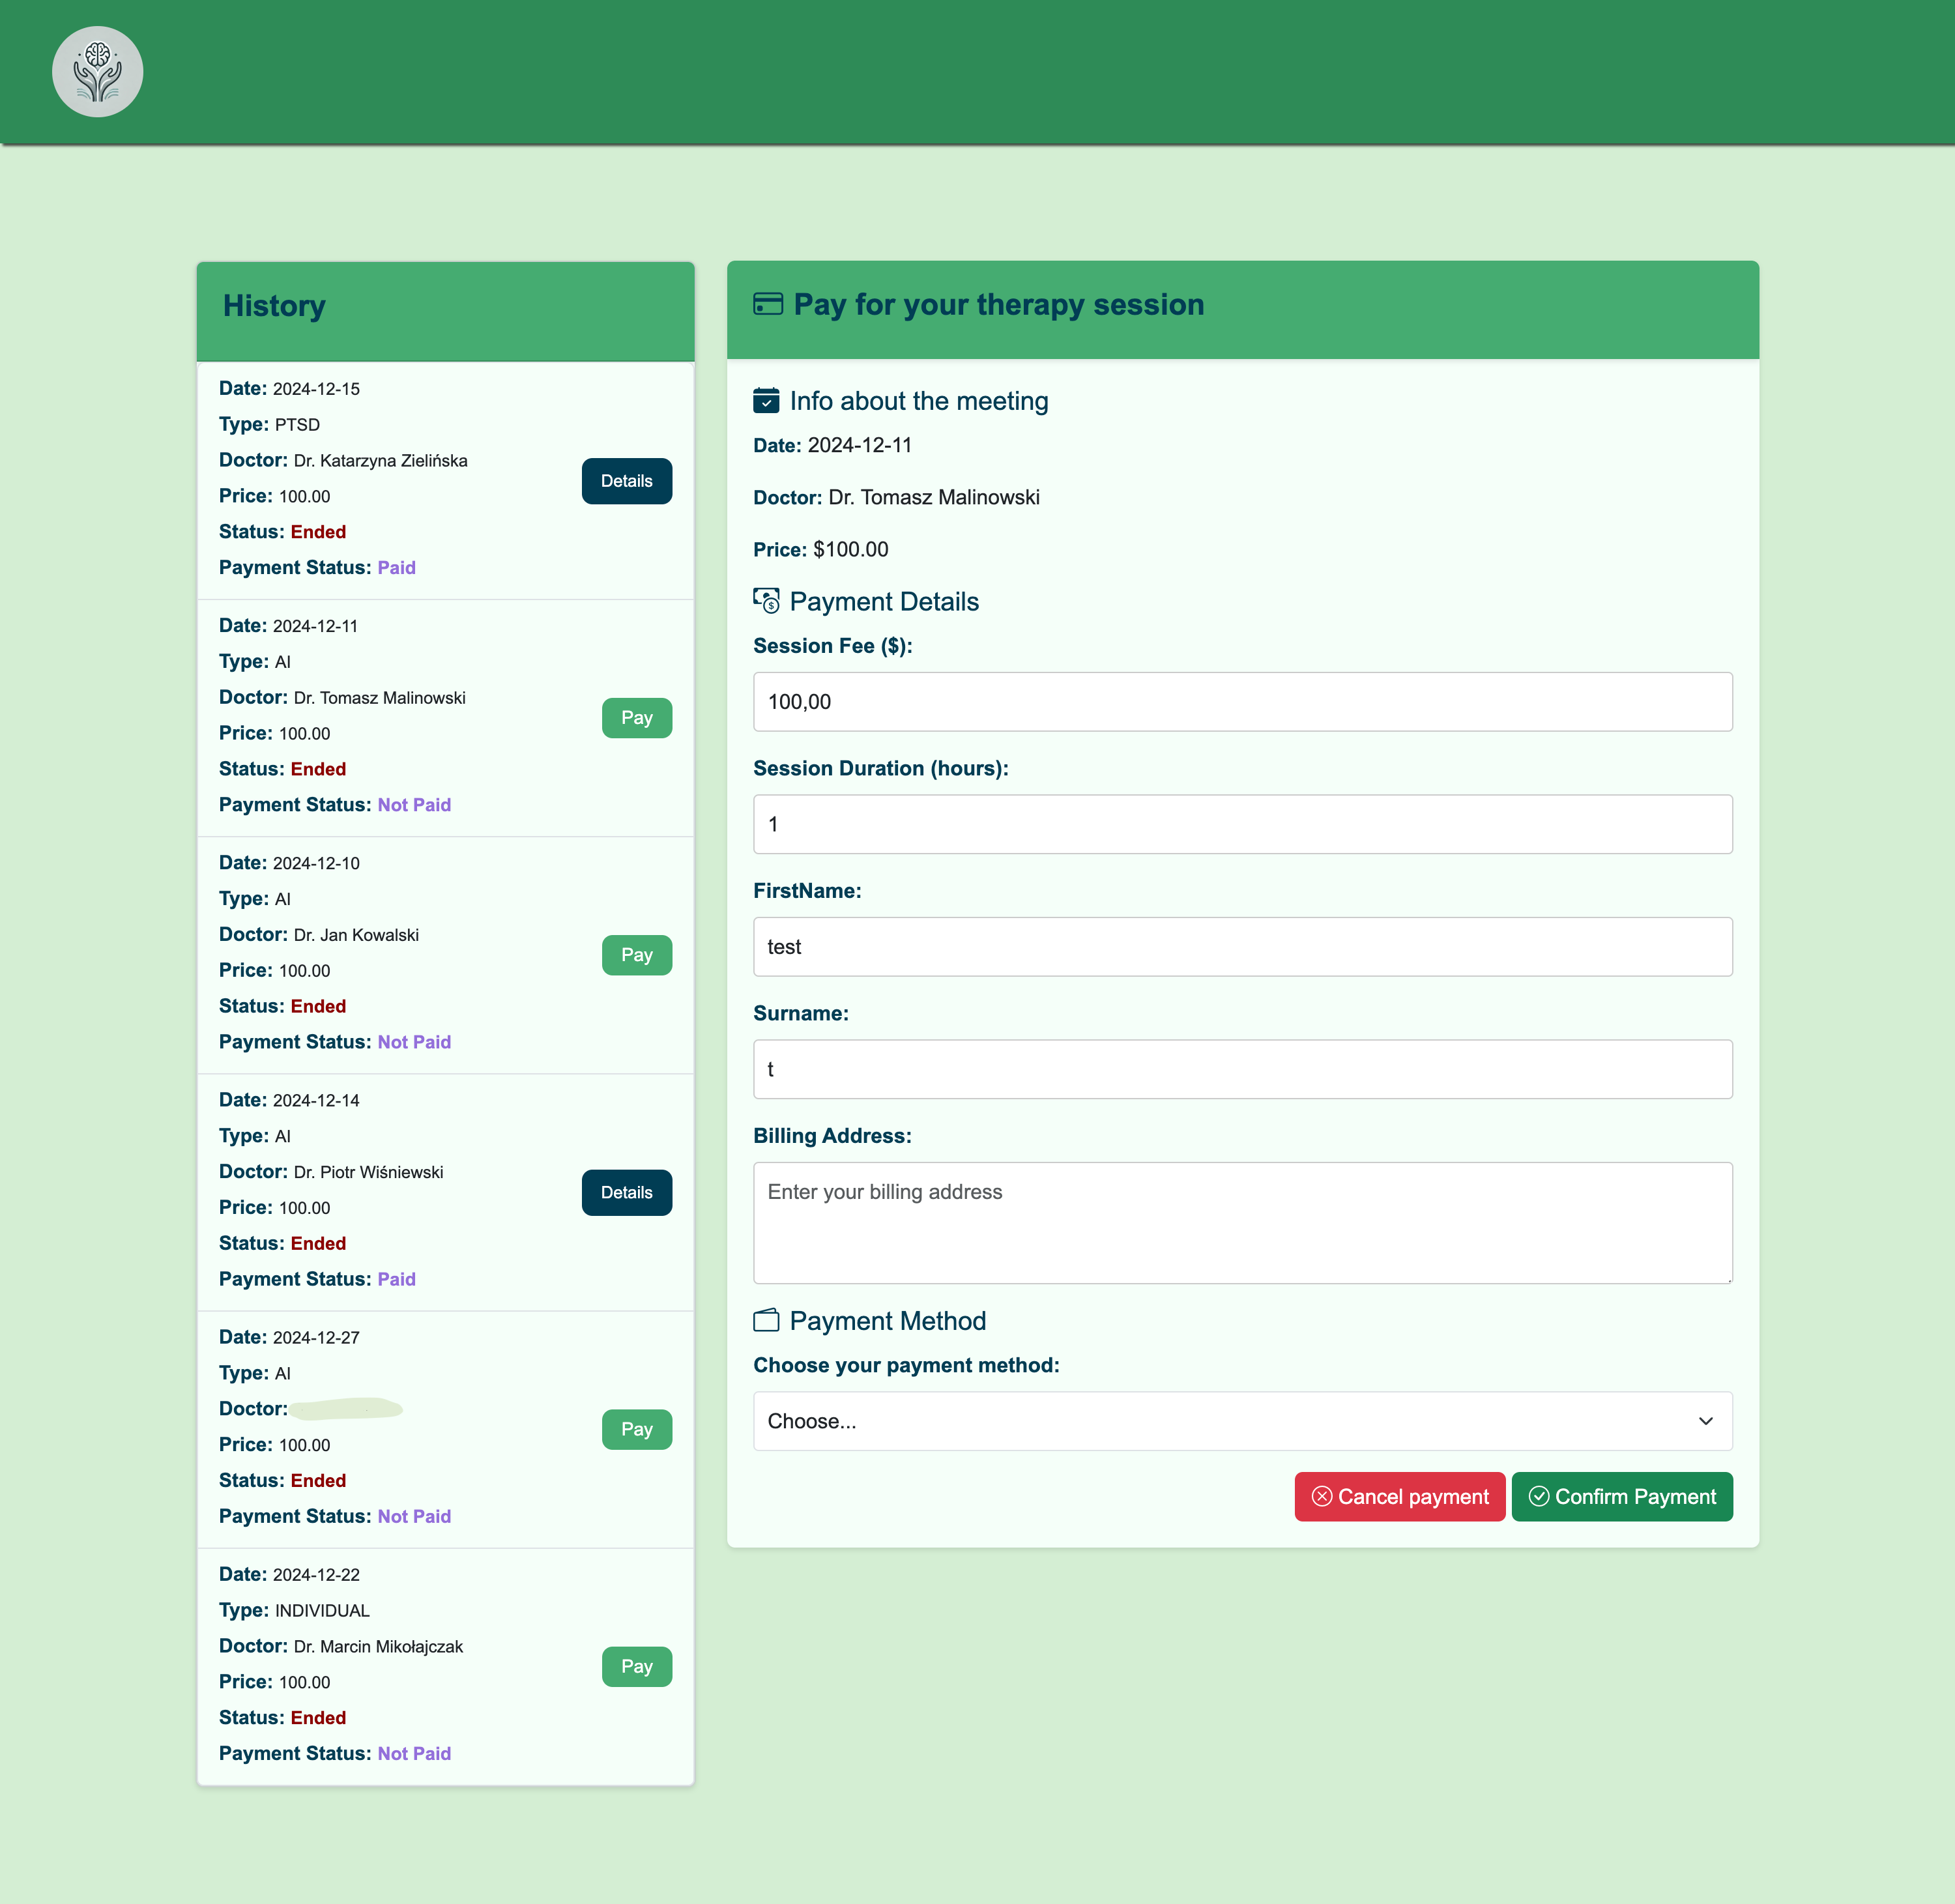 History
Date: 2024-12-15
Type: PTSD
Doctor: Dr. Katarzyna Zielińska
Price: 100.00
Status: Ended
Payment Status: Paid
Details
Date: 2024-12-11
Type: AI
Doctor: Dr. Tomasz Malinowski
Price: 100.00
Status: Ended
Payment Status: Not Paid
Pay
Date: 2024-12-10
Type: AI
Doctor: Dr. Jan Kowalski
Price: 100.00
Status: Ended
Payment Status: Not Paid
Pay
Date: 2024-12-14
Type: AI
Doctor: Dr. Piotr Wiśniewski
Price: 100.00
Status: Ended
Payment Status: Paid
Details
Date: 2024-12-27
Type: AI
Doctor:
Price: 100.00
Status: Ended
Payment Status: Not Paid
Pay
Date: 2024-12-22
Type: INDIVIDUAL
Doctor: Dr. Marcin Mikołajczak
Price: 100.00
Status: Ended
Payment Status: Not Paid
Pay
Pay for your therapy session
Info about the meeting
Date: 2024-12-11
Doctor: Dr. Tomasz Malinowski
Price: $100.00
Payment Details
Session Fee ($):
100,00
Session Duration (hours):
1
FirstName:
test
Surname:
t
Billing Address:
Enter your billing address
Payment Method
Choose your payment method:
Choose...
Cancel payment
Confirm Payment